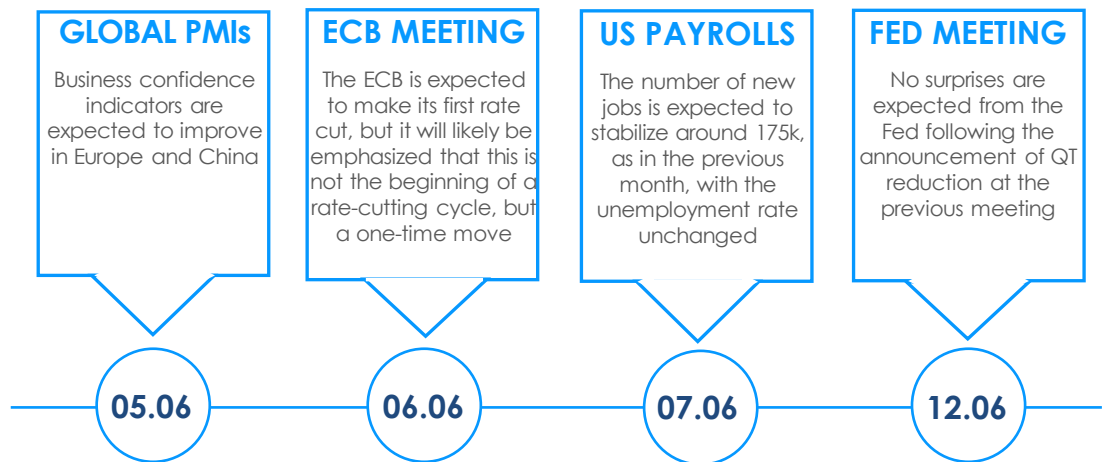 GLOBAL PMIs
Business confidence
indicators are
expected to improve
in Europe and China
ECB MEETING
The ECB is expected
to make its first rate
cut, but it will likely be
emphasized that this is
not the beginning of a
rate-cutting cycle, but
a one-time move
US PAYROLLS
The number of new
jobs is expected to
stabilize around 175k,
as in the previous
month, with the
unemployment rate
unchanged
FED MEETING
No surprises are
expected from the
Fed following the
announcement of QT
reduction at the
previous meeting
05.06
06.06
07.06
12.06